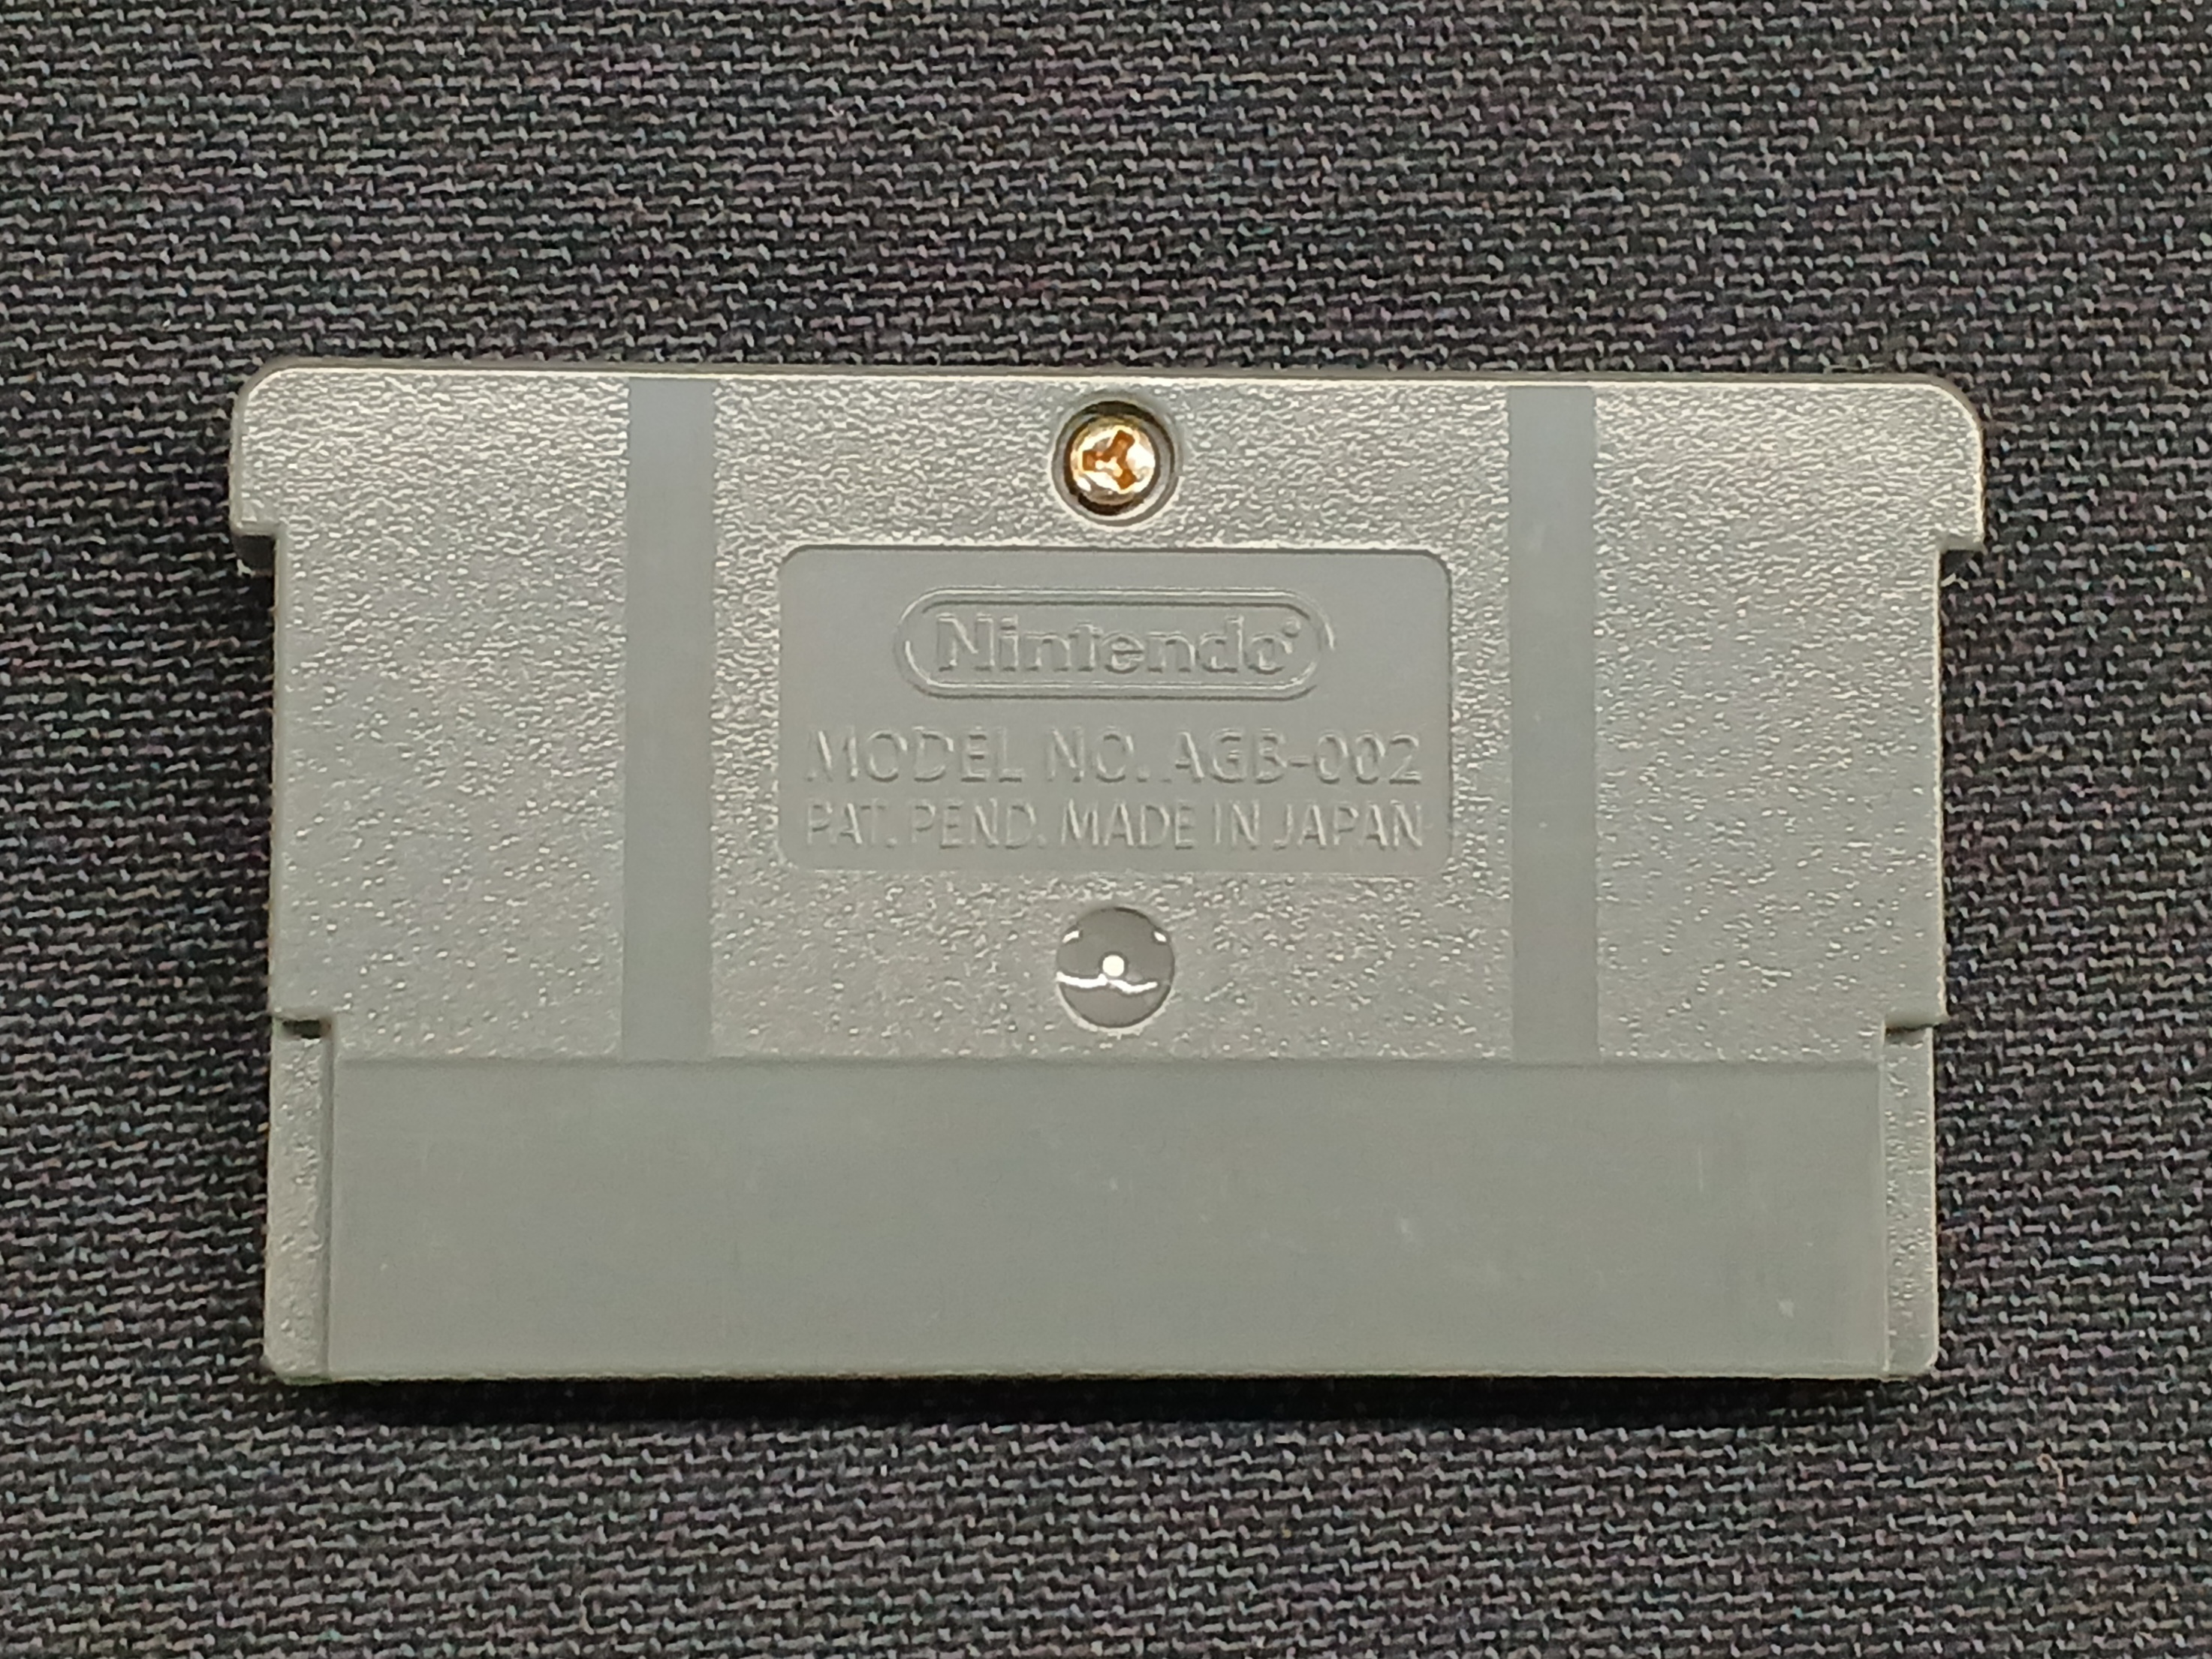 Nintendo®
MODEL NO. AGB-002
PAT. PEND. MADE IN JAPAN